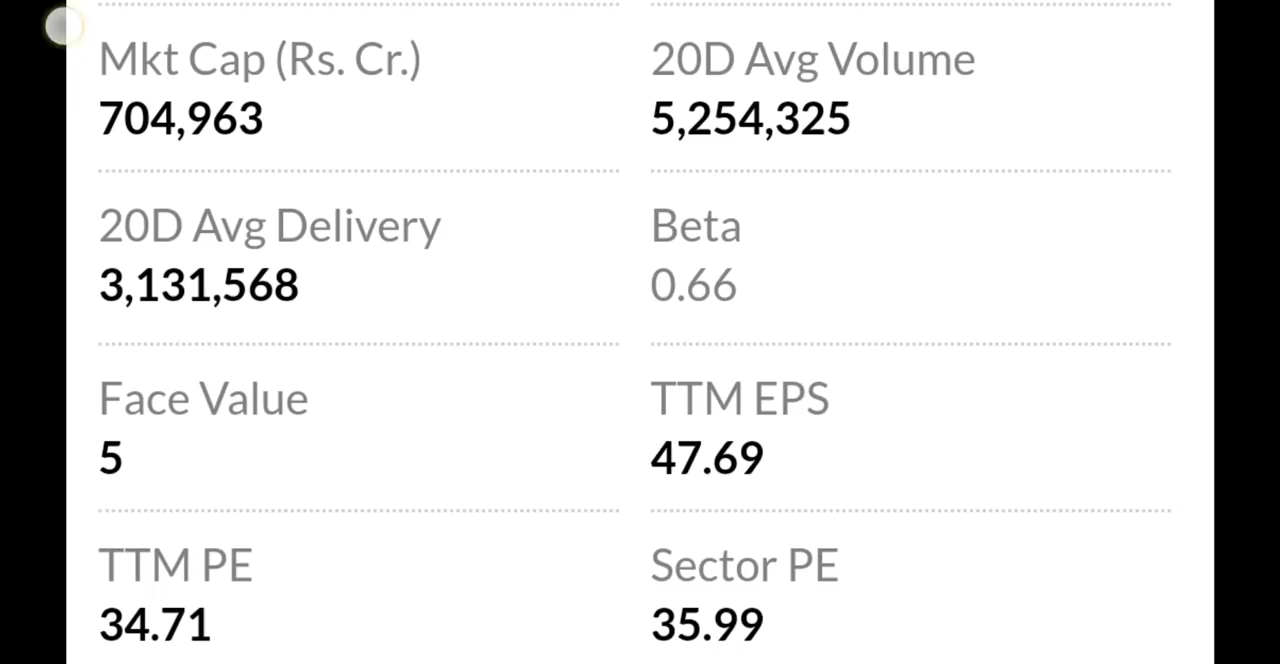 Mkt Cap (Rs. Cr.) 20D Avg Volume
704,963 5,254,325
20D Avg Delivery Beta
3,131,568 0.66
Face Value TTM EPS
5 47.69
TTM PE Sector PE
34.71 35.99